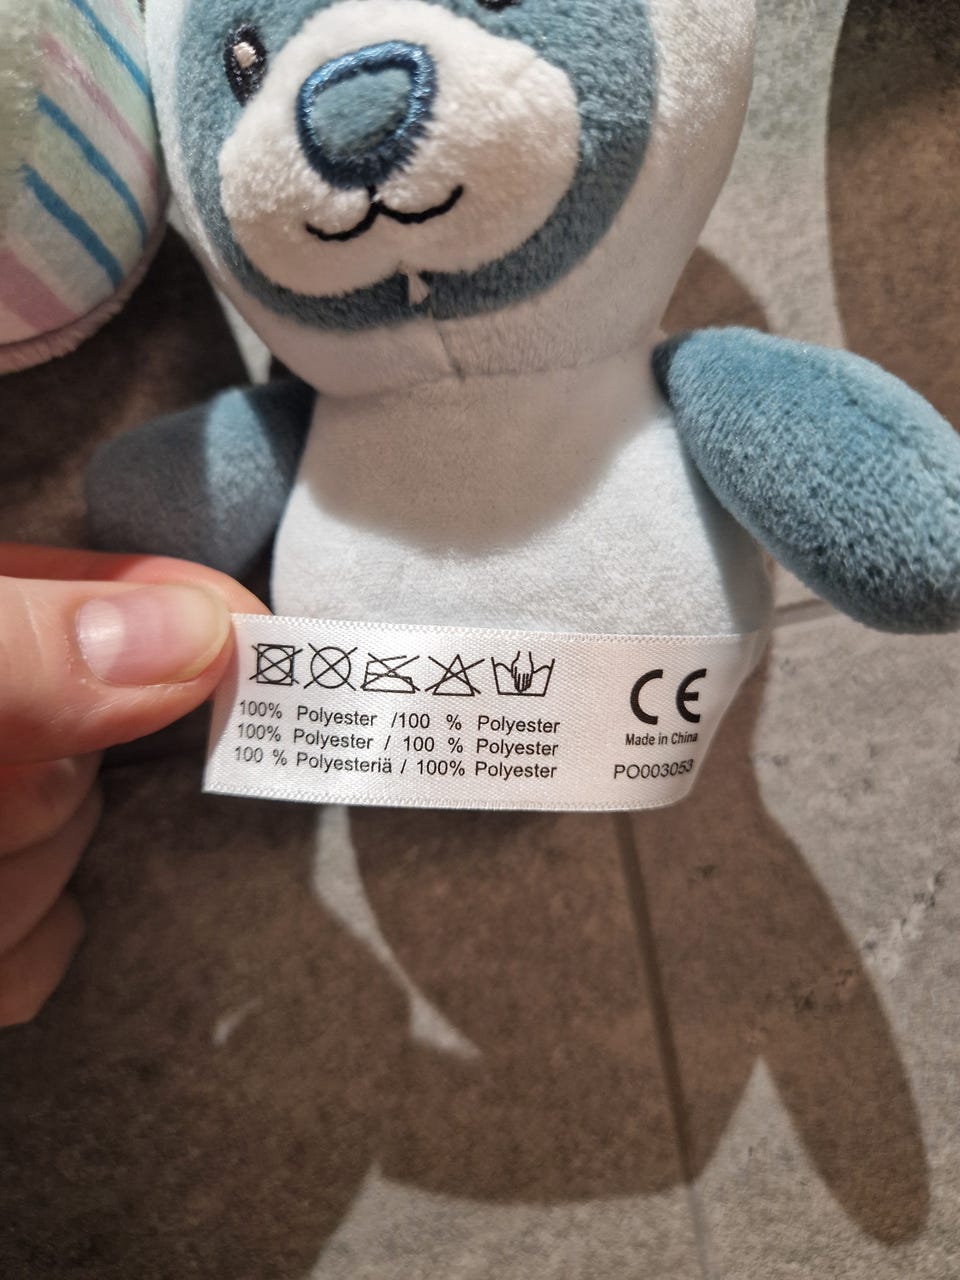 100% Polyester /100 % Polyester
100% Polyester / 100 % Polyester
100 % Polyesteriä / 100% Polyester
CE
Made in China
PO003053